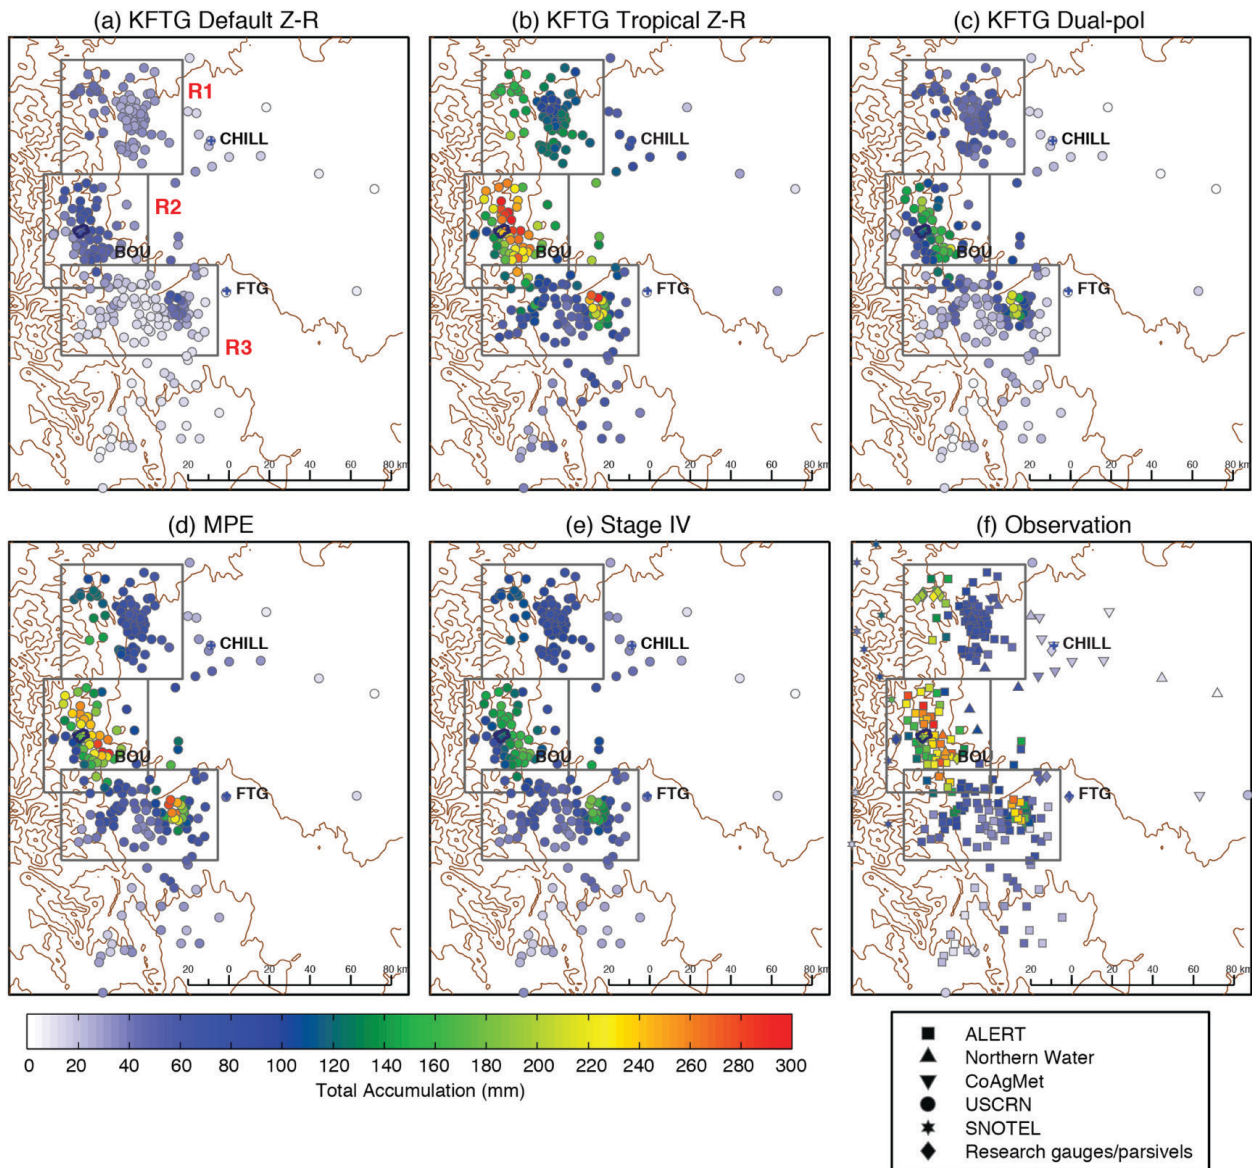 (a) KFTG Default Z-R
(b) KFTG Tropical Z-R
(c) KFTG Dual-pol
R1
CHILL
CHILL
CHILL
R2
BOU
BOU
BOU
FTG
FTG
FTG
R3
20 0 20 40 60 80 km
20 0 20 40 60 80 km
20 0 20 40 60 80 km
(d) MPE
(e) Stage IV
(f) Observation
CHILL
CHILL
CHILL
BOU
BOU
BOU
FTG
FTG
FTG
20 0 20 40 60 80 km
20 0 20 40 60 80 km
20 0 20 40 60 80 km
0 20 40 60 80 100 120 140 160 180 200 220 240 260 280 300
Total Accumulation (mm)
ALERT
Northern Water
CoAgMet
USCRN
SNOTEL
Research gauges/parsivels